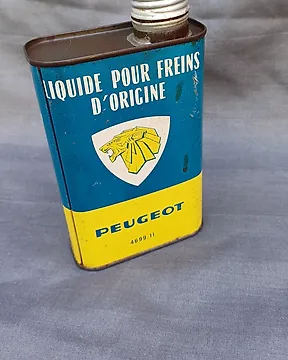 LIQUIDE POUR FREINS
D'ORIGINE
PEUGEOT
4699.11